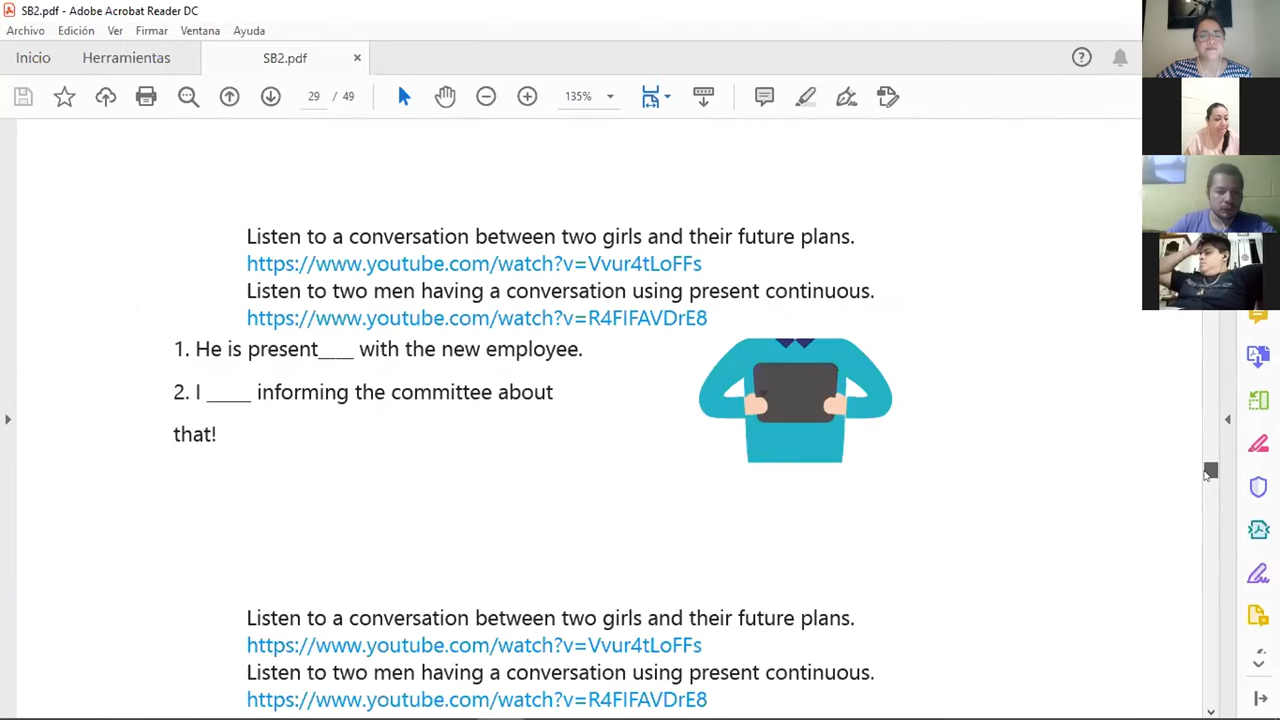 SB2.pdf - Adobe Acrobat Reader DC
Archivo Edición Ver Firmar Ventana Ayuda
Inicio Herramientas SB2.pdf ×
29 / 49 135%
Listen to a conversation between two girls and their future plans.
https://www.youtube.com/watch?v=Vvur4tLoFFs
Listen to two men having a conversation using present continuous.
https://www.youtube.com/watch?v=R4FIFAVDrE8
1. He is present____ with the new employee.
2. I _____ informing the committee about
that!
Listen to a conversation between two girls and their future plans.
https://www.youtube.com/watch?v=Vvur4tLoFFs
Listen to two men having a conversation using present continuous.
https://www.youtube.com/watch?v=R4FIFAVDrE8